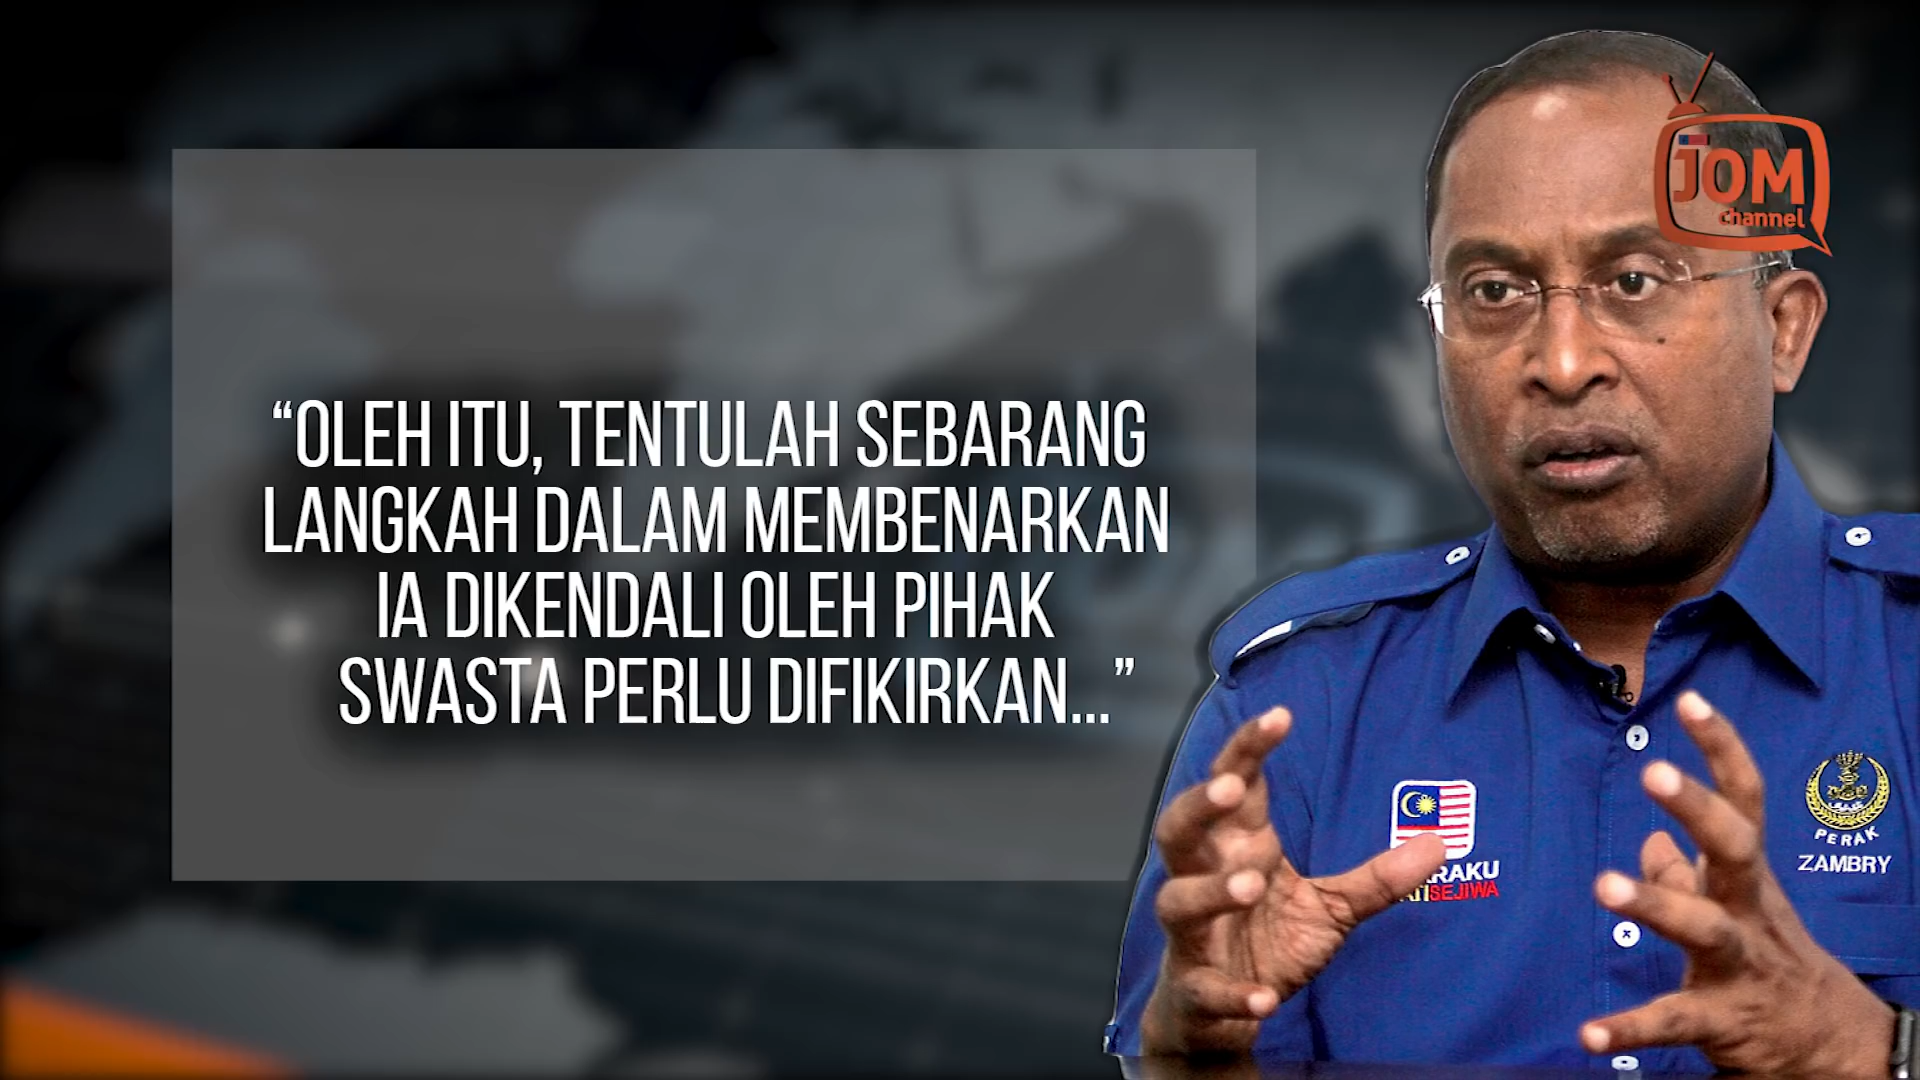 JOM
channel
“OLEH ITU, TENTULAH SEBARANG
LANGKAH DALAM MEMBENARKAN
IA DIKENDALI OLEH PIHAK
SWASTA PERLU DIFIKIRKAN...”
PERAK
ZAMBRY
SEJIWA